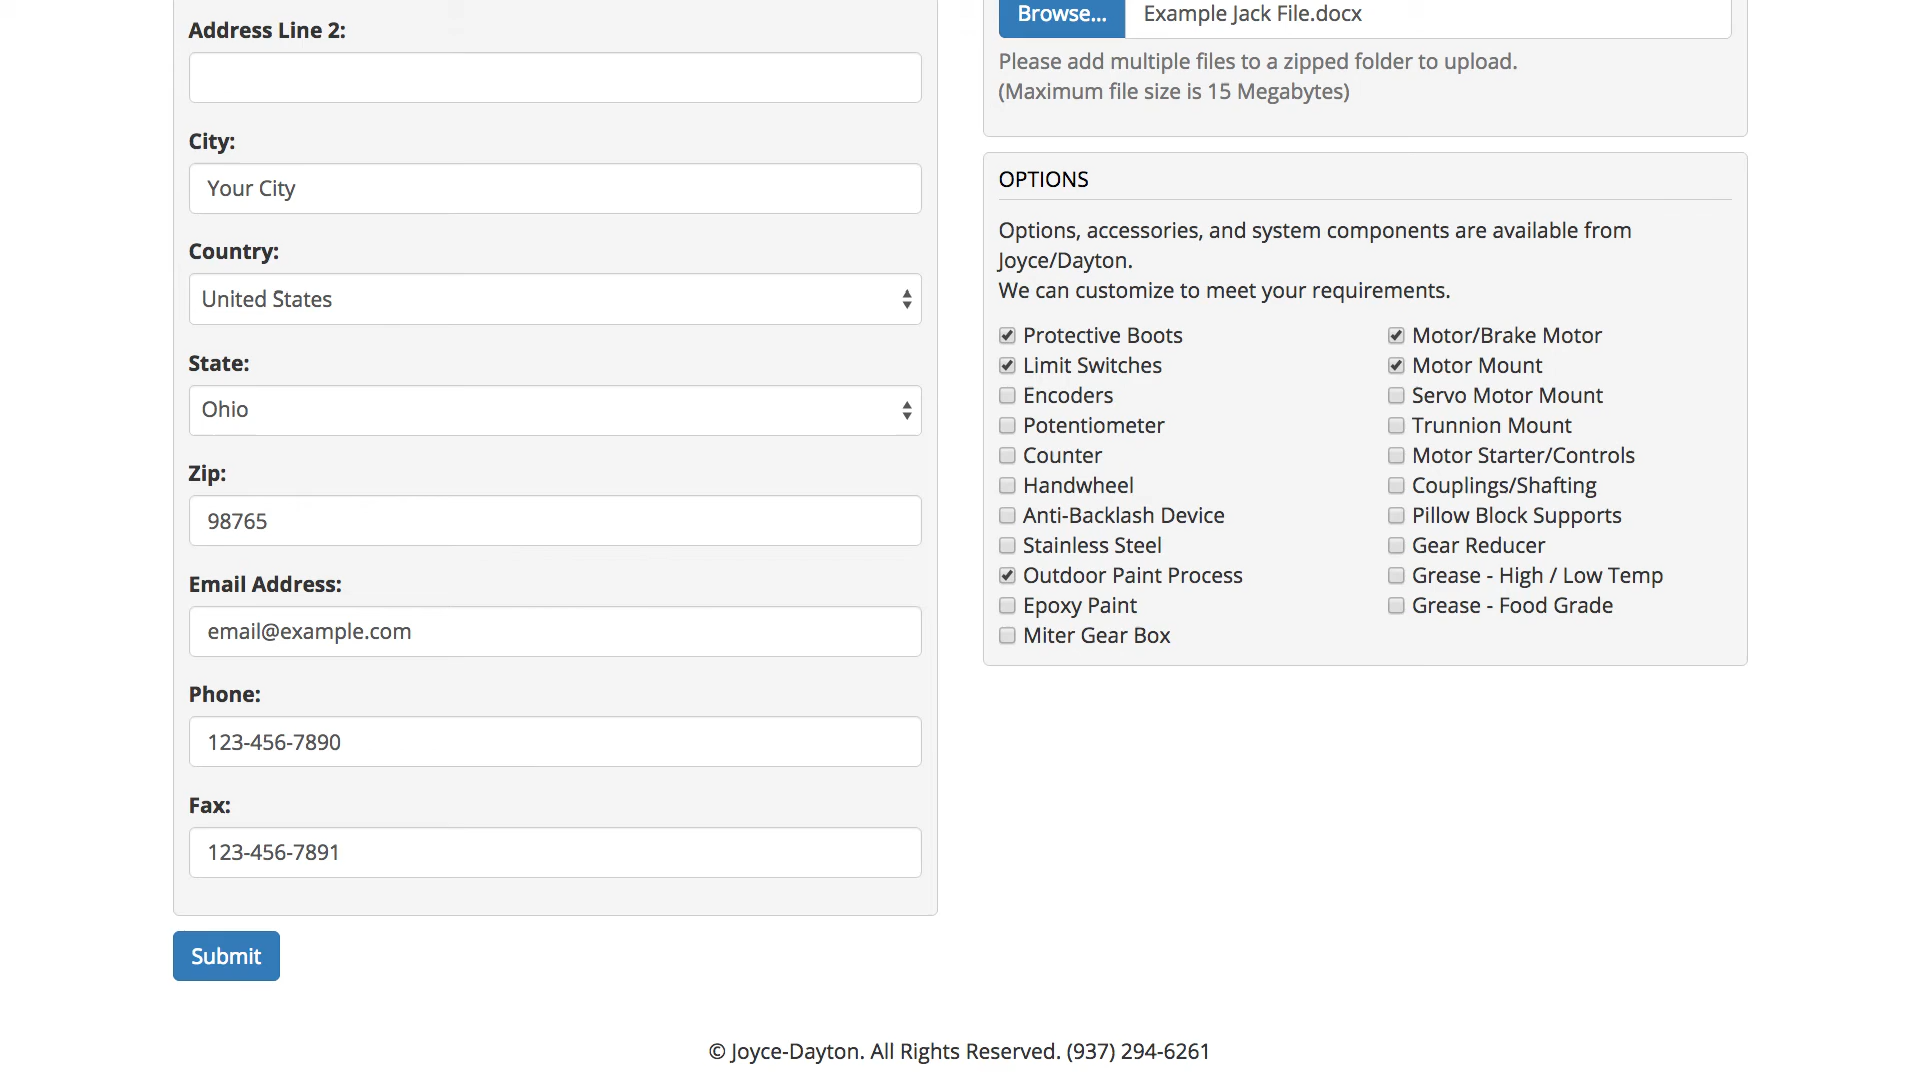 Address Line 2:
City:
Your City
Country:
United States
State:
Ohio
Zip:
98765
Email Address:
email@example.com
Phone:
123-456-7890
Fax:
123-456-7891
Submit
Browse... Example Jack File.docx
Please add multiple files to a zipped folder to upload.
(Maximum file size is 15 Megabytes)
OPTIONS
Options, accessories, and system components are available from
Joyce/Dayton.
We can customize to meet your requirements.
Protective Boots
Limit Switches
Encoders
Potentiometer
Counter
Handwheel
Anti-Backlash Device
Stainless Steel
Outdoor Paint Process
Epoxy Paint
Miter Gear Box
Motor/Brake Motor
Motor Mount
Servo Motor Mount
Trunnion Mount
Motor Starter/Controls
Couplings/Shafting
Pillow Block Supports
Gear Reducer
Grease - High / Low Temp
Grease - Food Grade
© Joyce-Dayton. All Rights Reserved. (937) 294-6261